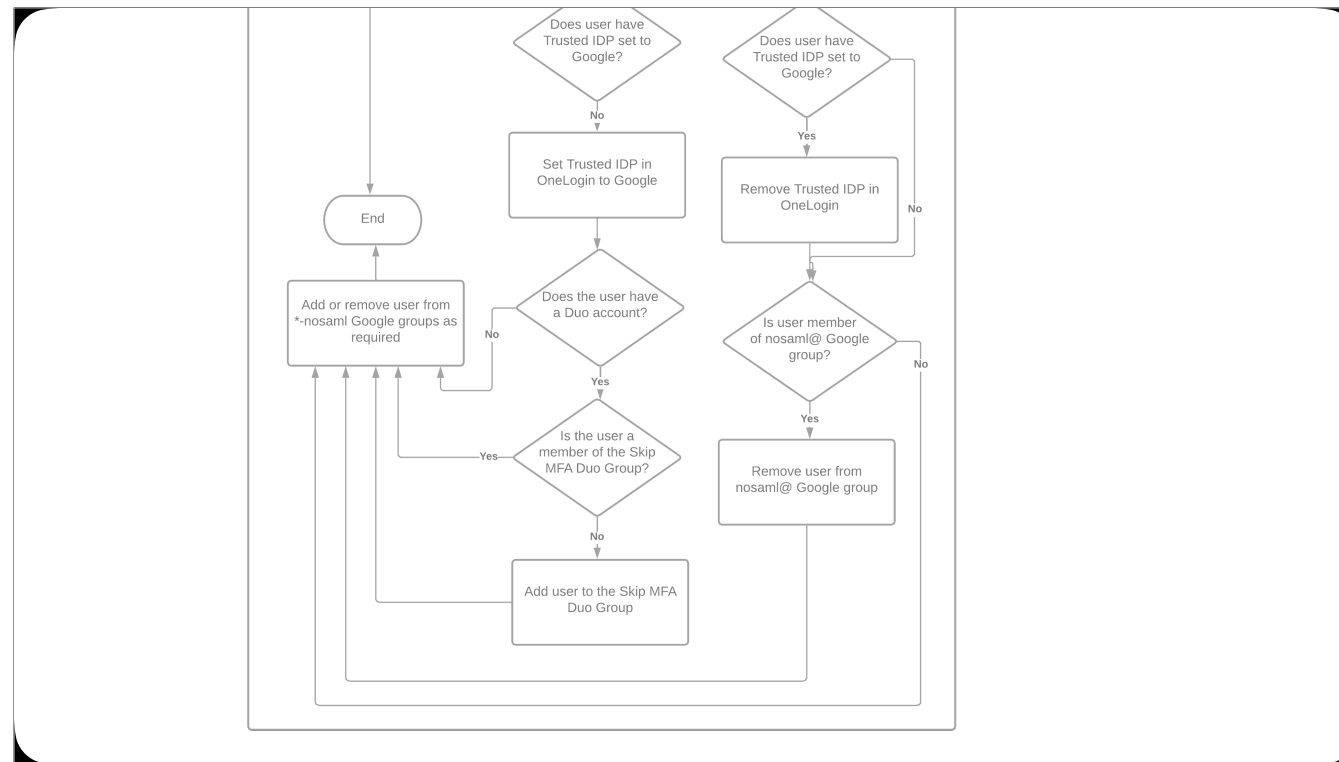 Does user have
Trusted IDP set to
Google?
Does user have
Trusted IDP set to
Google?
No
Yes
Set Trusted IDP in
OneLogin to Google
Remove Trusted IDP in
OneLogin
No
End
Add or remove user from
*-nosaml Google groups as
required
Does the user have
a Duo account?
No
Is user member
of nosaml@ Google
group?
No
Yes
Yes
Is the user a
member of the Skip
MFA Duo Group?
Yes
Remove user from
nosaml@ Google group
No
Add user to the Skip MFA
Duo Group